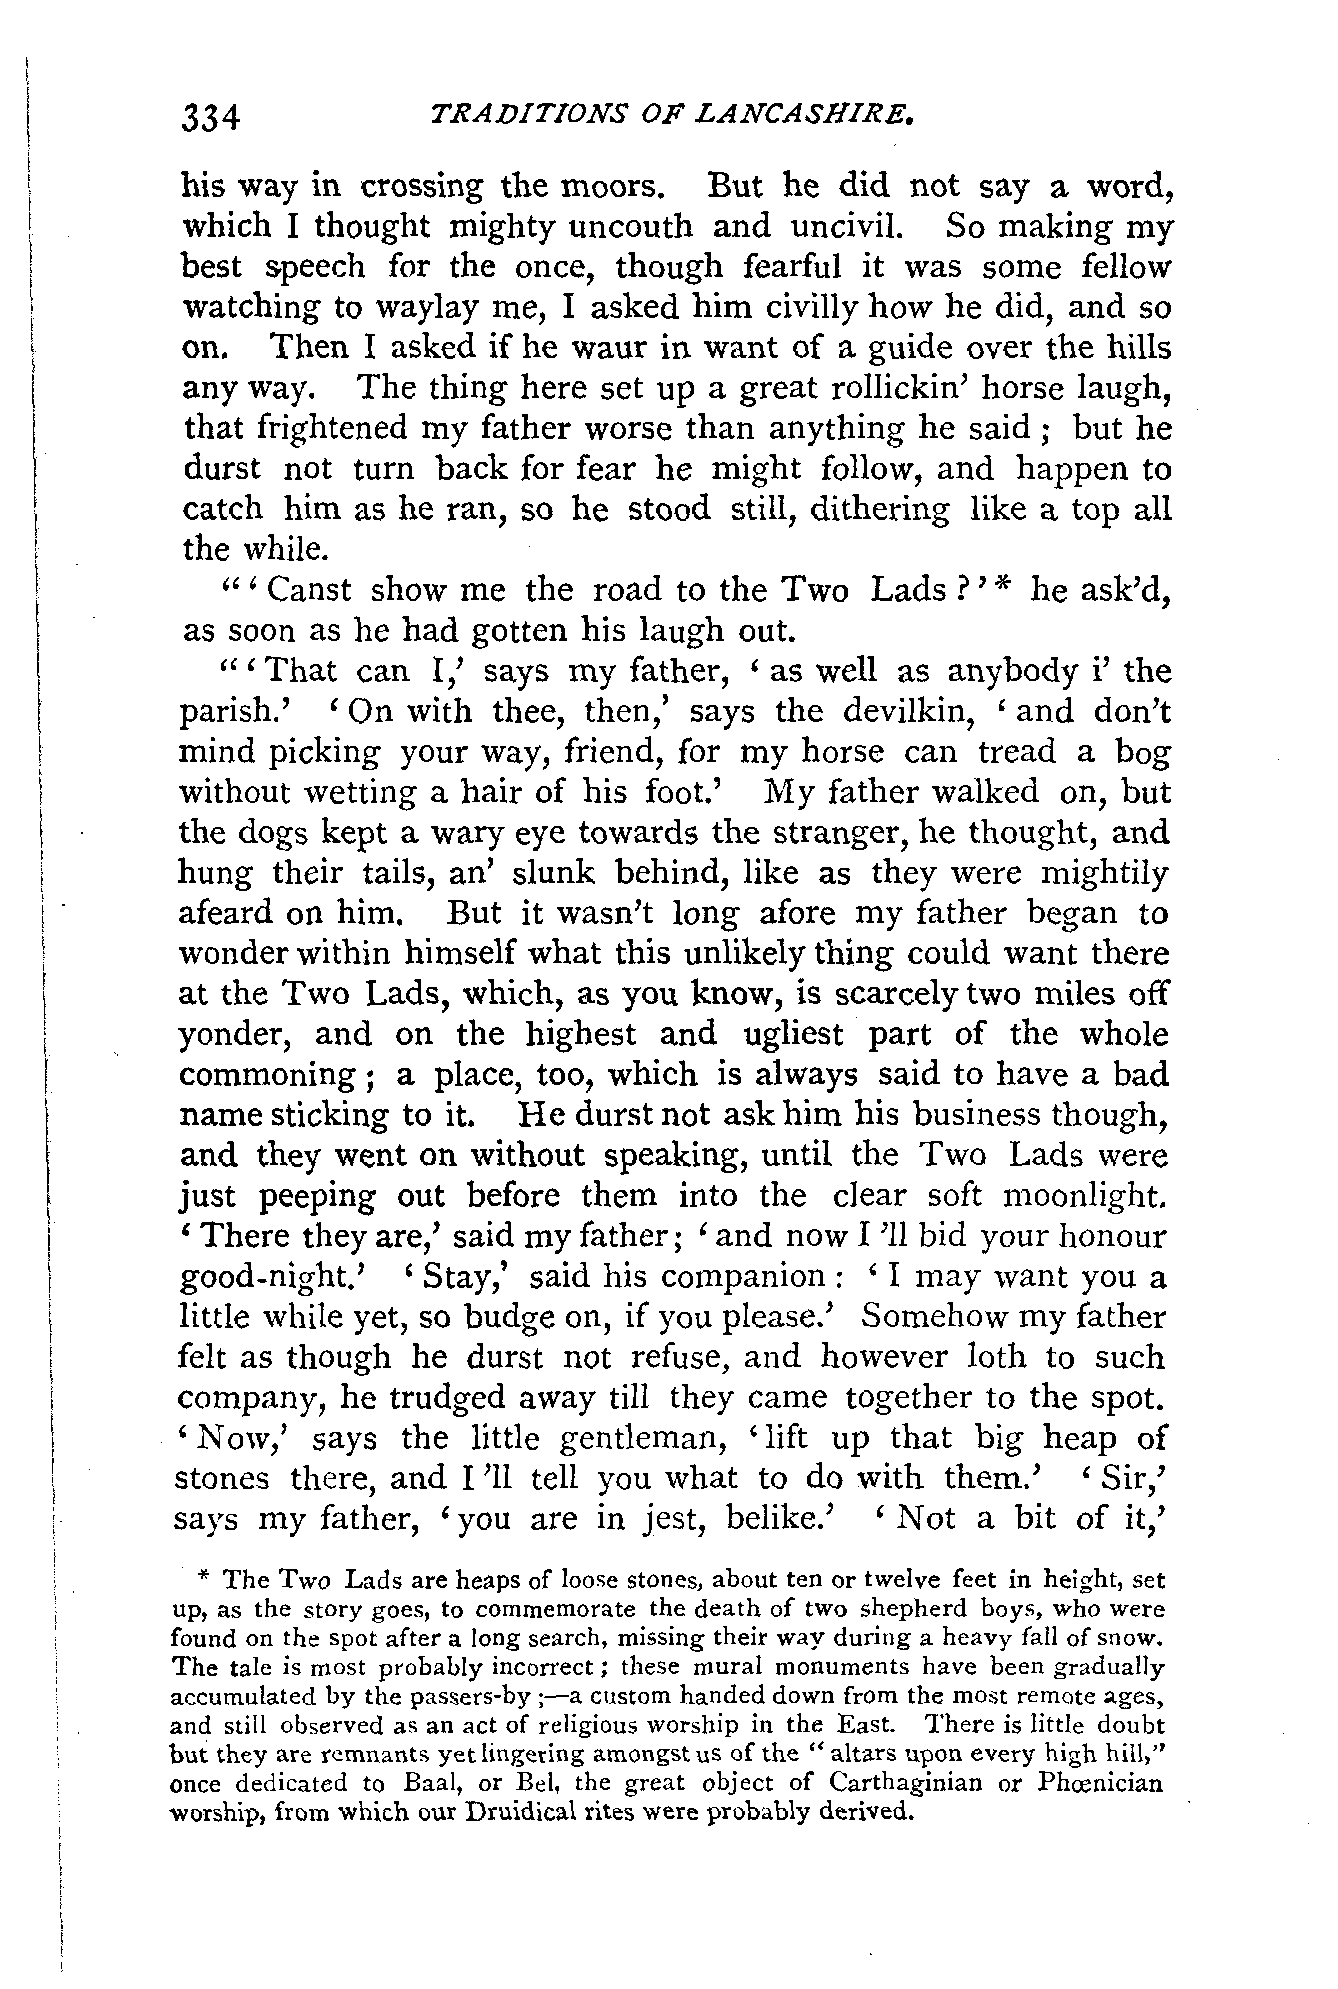 334 TRADITIONS OF LANCASHIRE.
his way in crossing the moors. But he did not say a word,
which I thought mighty uncouth and uncivil. So making my
best speech for the once, though fearful it was some fellow
watching to waylay me, I asked him civilly how he did, and so
on. Then I asked if he waur in want of a guide over the hills
any way. The thing here set up a great rollickin' horse laugh,
that frightened my father worse than anything he said ; but he
durst not turn back for fear he might follow, and happen to
catch him as he ran, so he stood still, dithering like a top all
the while.
"‘ Canst show me the road to the Two Lads ?’* he ask'd,
as soon as he had gotten his laugh out.
"‘ That can I,’ says my father, ‘ as well as anybody i' the
parish.’ ‘ On with thee, then,’ says the devilkin, ‘ and don't
mind picking your way, friend, for my horse can tread a bog
without wetting a hair of his foot.’ My father walked on, but
the dogs kept a wary eye towards the stranger, he thought, and
hung their tails, an' slunk behind, like as they were mightily
afeard on him. But it wasn't long afore my father began to
wonder within himself what this unlikely thing could want there
at the Two Lads, which, as you know, is scarcely two miles off
yonder, and on the highest and ugliest part of the whole
commoning ; a place, too, which is always said to have a bad
name sticking to it. He durst not ask him his business though,
and they went on without speaking, until the Two Lads were
just peeping out before them into the clear soft moonlight.
‘ There they are,’ said my father ; ‘ and now I 'll bid your honour
good-night.’ ‘ Stay,’ said his companion : ‘ I may want you a
little while yet, so budge on, if you please.’ Somehow my father
felt as though he durst not refuse, and however loth to such
company, he trudged away till they came together to the spot.
‘ Now,’ says the little gentleman, ‘ lift up that big heap of
stones there, and I 'll tell you what to do with them.’ ‘ Sir,’
says my father, ‘ you are in jest, belike.’ ‘ Not a bit of it,’
* The Two Lads are heaps of loose stones, about ten or twelve feet in height, set
up, as the story goes, to commemorate the death of two shepherd boys, who were
found on the spot after a long search, missing their way during a heavy fall of snow.
The tale is most probably incorrect ; these mural monuments have been gradually
accumulated by the passers-by ;—a custom handed down from the most remote ages,
and still observed as an act of religious worship in the East. There is little doubt
but they are remnants yet lingering amongst us of the " altars upon every high hill,"
once dedicated to Baal, or Bel, the great object of Carthaginian or Phœnician
worship, from which our Druidical rites were probably derived.